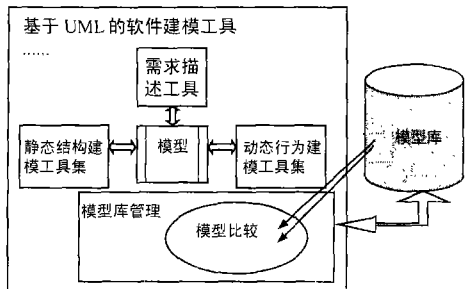 基于 UML 的软件建模工具
……
需求描
述工具
静态结构建
模工具集
模型
动态行为建
模工具集
模型库
模型库管理
模型比较